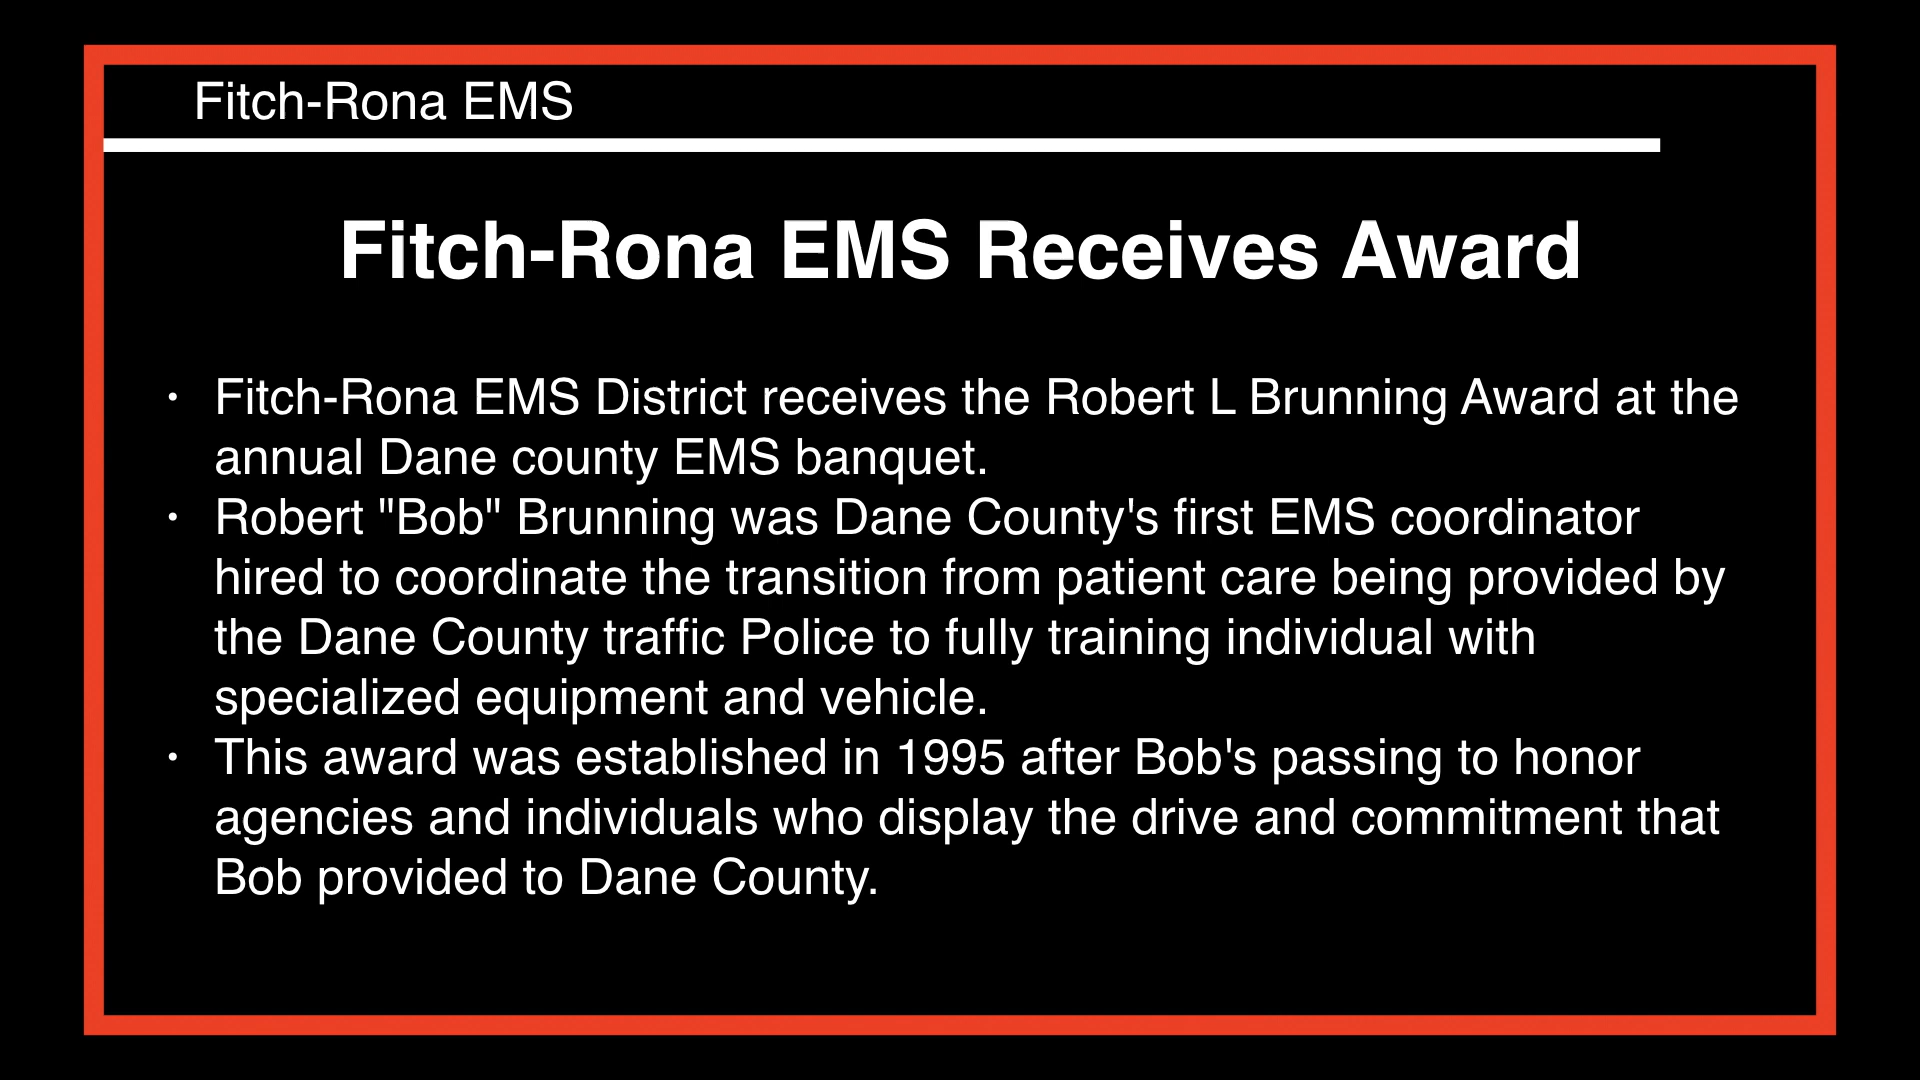 Fitch-Rona EMS
Fitch-Rona EMS Receives Award
· Fitch-Rona EMS District receives the Robert L Brunning Award at the
annual Dane county EMS banquet.
· Robert "Bob" Brunning was Dane County's first EMS coordinator
hired to coordinate the transition from patient care being provided by
the Dane County traffic Police to fully training individual with
specialized equipment and vehicle.
· This award was established in 1995 after Bob's passing to honor
agencies and individuals who display the drive and commitment that
Bob provided to Dane County.